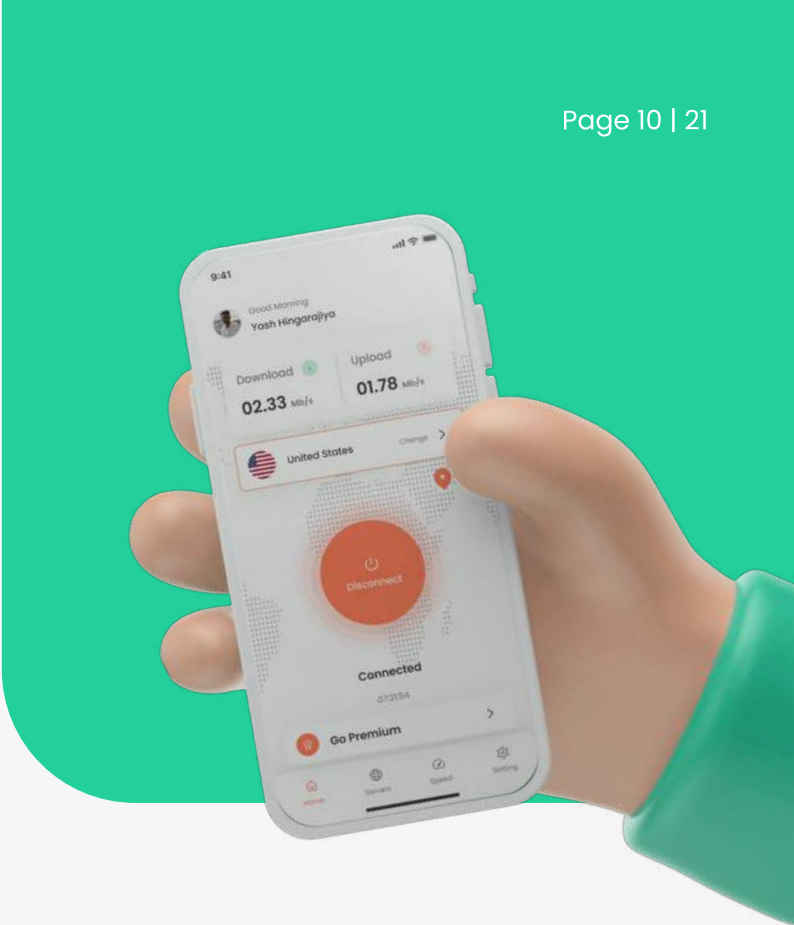 Page 10 | 21
9:41
Good Morning
Yash Hingorajiya
Download
Upload
02.33 Mb/s
01.78 Mb/s
United States
Change
Disconnect
Connected
07:21:54
Go Premium
Home
Servers
Speed
Setting